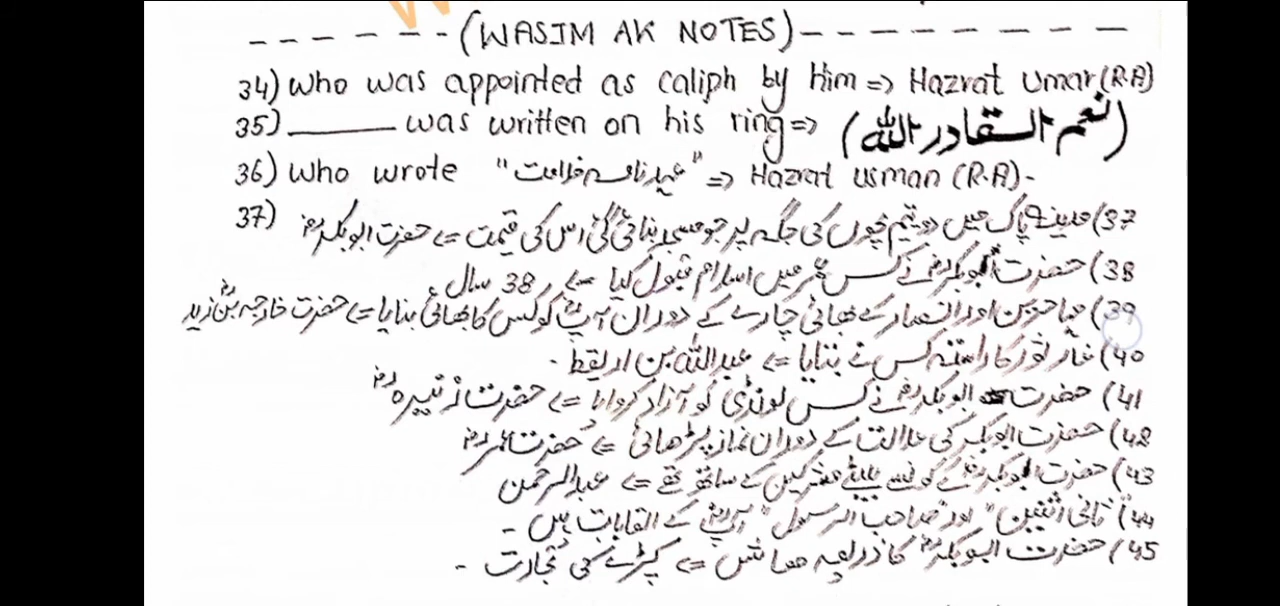 ------(WASIM AK NOTES)---------
34) Who was appointed as caliph by him => Hazrat Umar (R.A)
35) ______ was written on his ring => (نعم القادر اللہ)
36) Who wrote "عہد نامہ خلافت" => Hazrat Usman (R.A)-
37)
37) مدینہ پاک میں دو یتیم بچوں کی جگہ پر جو مسجد بنائی گئی اس کی قیمت => حضرت ابوبکرؓ
38) حضرت ابوبکرؓ نے کس عمر میں اسلام قبول کیا => 38 سال
39) مہاجرین اور انصار کے بھائی چارے کے دوران آپؓ کو کس کا بھائی بنایا => حضرت خارجہ بن زید
40) غار ثور کا راستہ کس نے بتایا => عبداللہ بن اریقط -
41) حضرت ابوبکرؓ نے کس لونڈی کو آزاد کروایا => حضرت زنیرہؓ
42) حضرت ابوبکر کی علالت کے دوران نماز پڑھائی => حضرت عمرؓ
43) حضرت ابوبکرؓ کے کونسے بیٹے مشرکین کے ساتھ تھے => عبدالرحمن
44) "ثانی اثنین" اور "صاحب الرسول" آپؓ کے القابات ہیں -
45) حضرت ابوبکرؓ کا ذریعہ معاش => کپڑے کی تجارت -